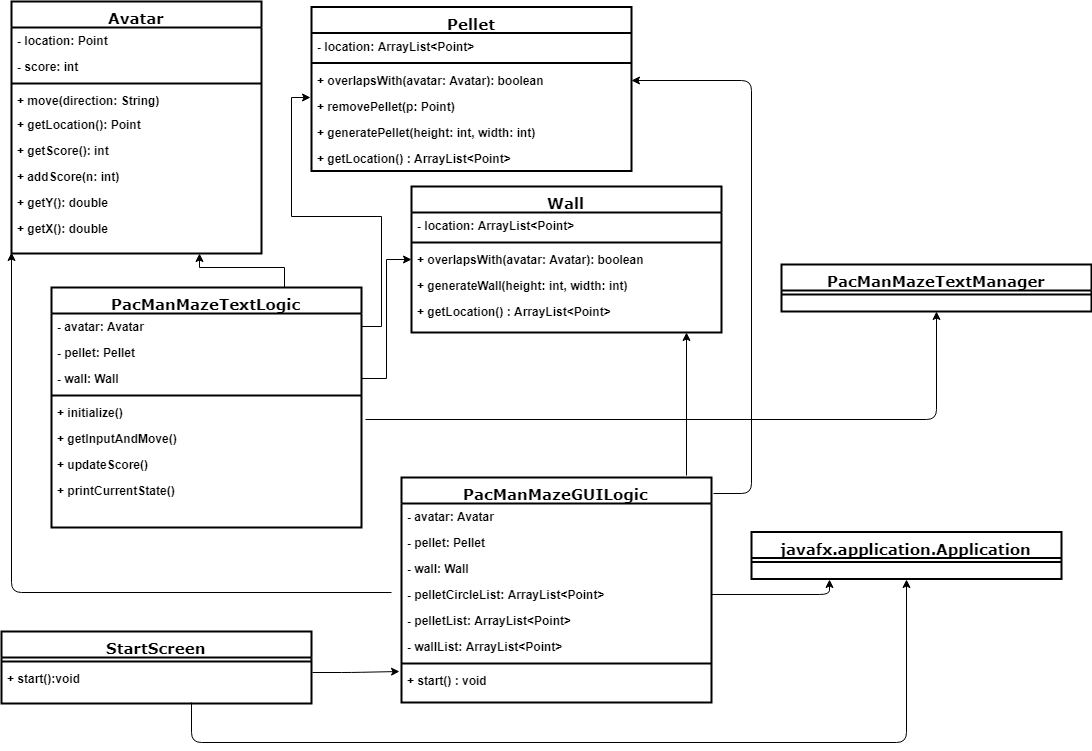 Avatar
- location: Point
- score: int
+ move(direction: String)
+ getLocation(): Point
+ getScore(): int
+ addScore(n: int)
+ getY(): double
+ getX(): double
Pellet
- location: ArrayList<Point>
+ overlapsWith(avatar: Avatar): boolean
+ removePellet(p: Point)
+ generatePellet(height: int, width: int)
+ getLocation() : ArrayList<Point>
Wall
- location: ArrayList<Point>
+ overlapsWith(avatar: Avatar): boolean
+ generateWall(height: int, width: int)
+ getLocation() : ArrayList<Point>
PacManMazeTextManager
PacManMazeTextLogic
- avatar: Avatar
- pellet: Pellet
- wall: Wall
+ initialize()
+ getInputAndMove()
+ updateScore()
+ printCurrentState()
PacManMazeGUILogic
- avatar: Avatar
- pellet: Pellet
- wall: Wall
- pelletCircleList: ArrayList<Point>
- pelletList: ArrayList<Point>
- wallList: ArrayList<Point>
+ start() : void
javafx.application.Application
StartScreen
+ start():void